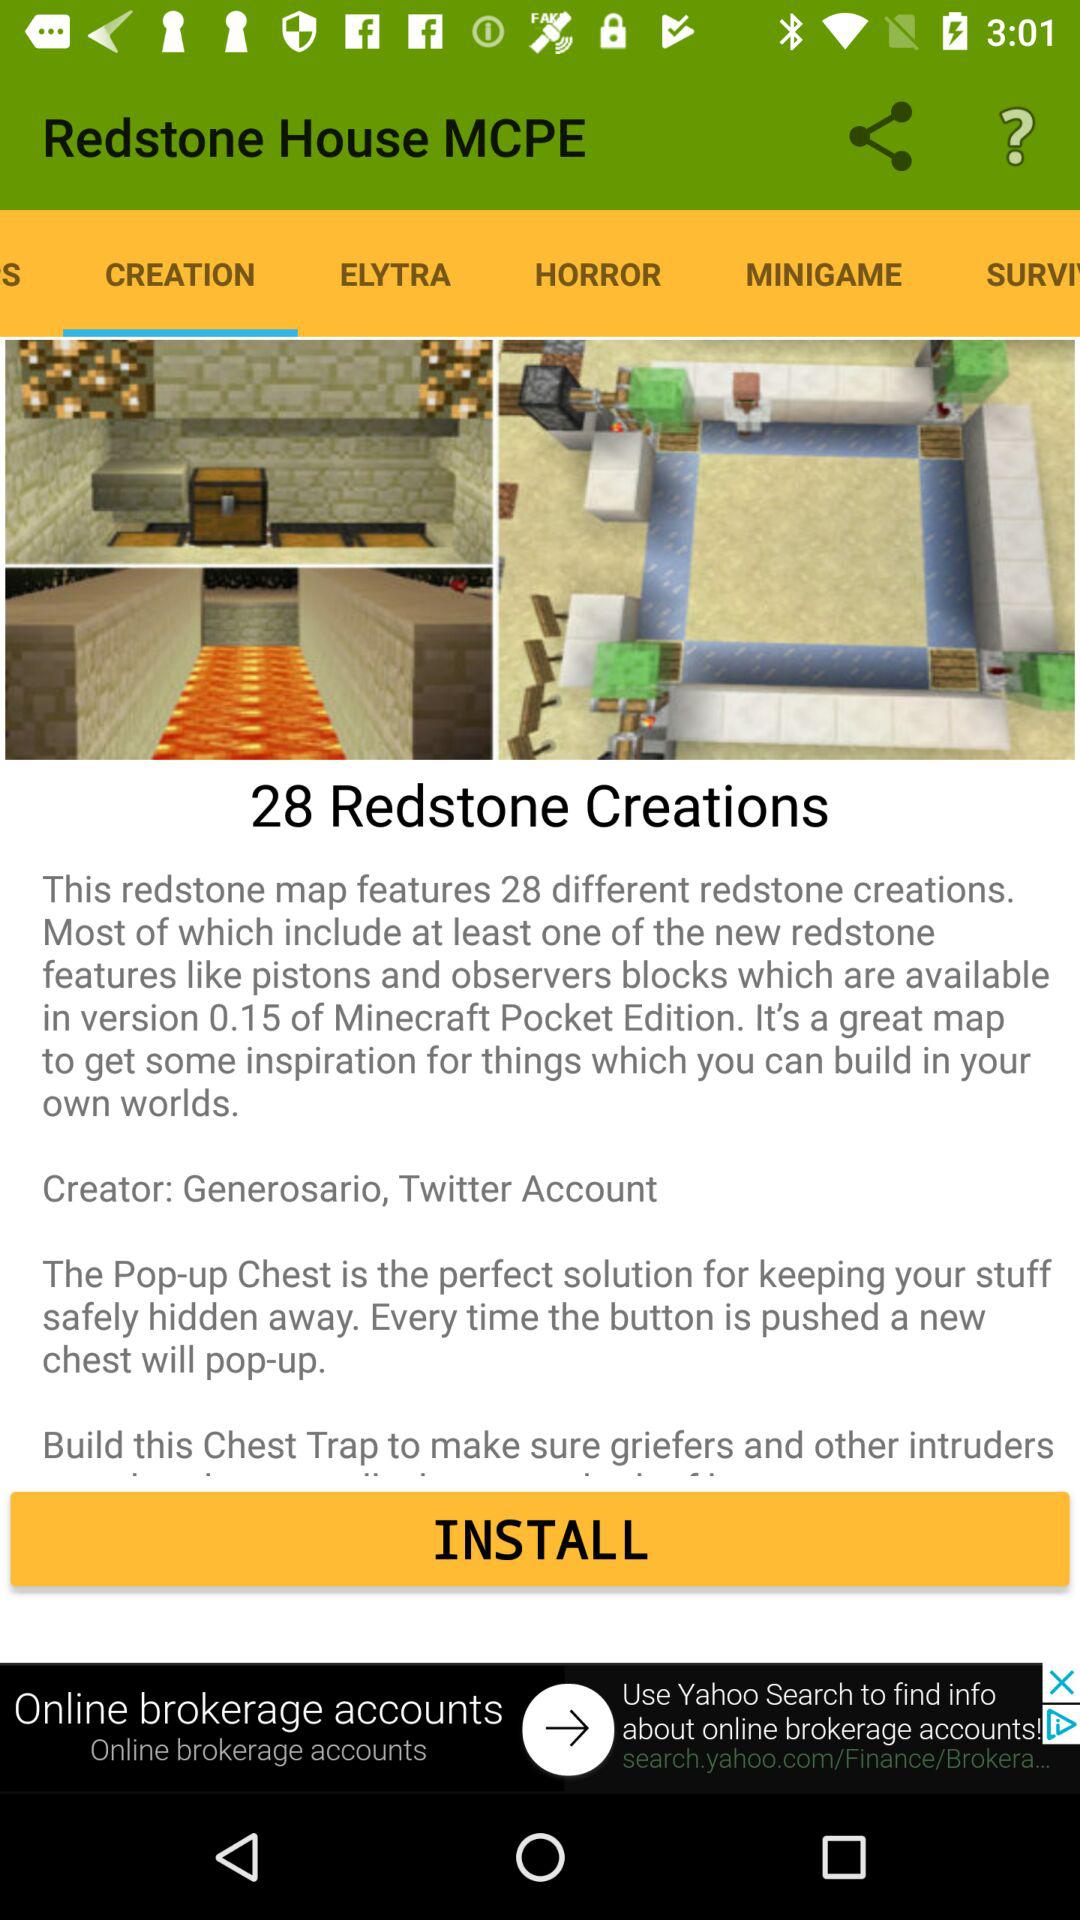 FAKE
3:01
Redstone House MCPE
?
S CREATION ELYTRA HORROR MINIGAME SURVI
28 Redstone Creations
This redstone map features 28 different redstone creations.
Most of which include at least one of the new redstone
features like pistons and observers blocks which are available
in version 0.15 of Minecraft Pocket Edition. It’s a great map
to get some inspiration for things which you can build in your
own worlds.
Creator: Generosario, Twitter Account
The Pop-up Chest is the perfect solution for keeping your stuff
safely hidden away. Every time the button is pushed a new
chest will pop-up.
Build this Chest Trap to make sure griefers and other intruders
INSTALL
Online brokerage accounts
Online brokerage accounts
Use Yahoo Search to find info
about online brokerage accounts!
search.yahoo.com/Finance/Brokera...